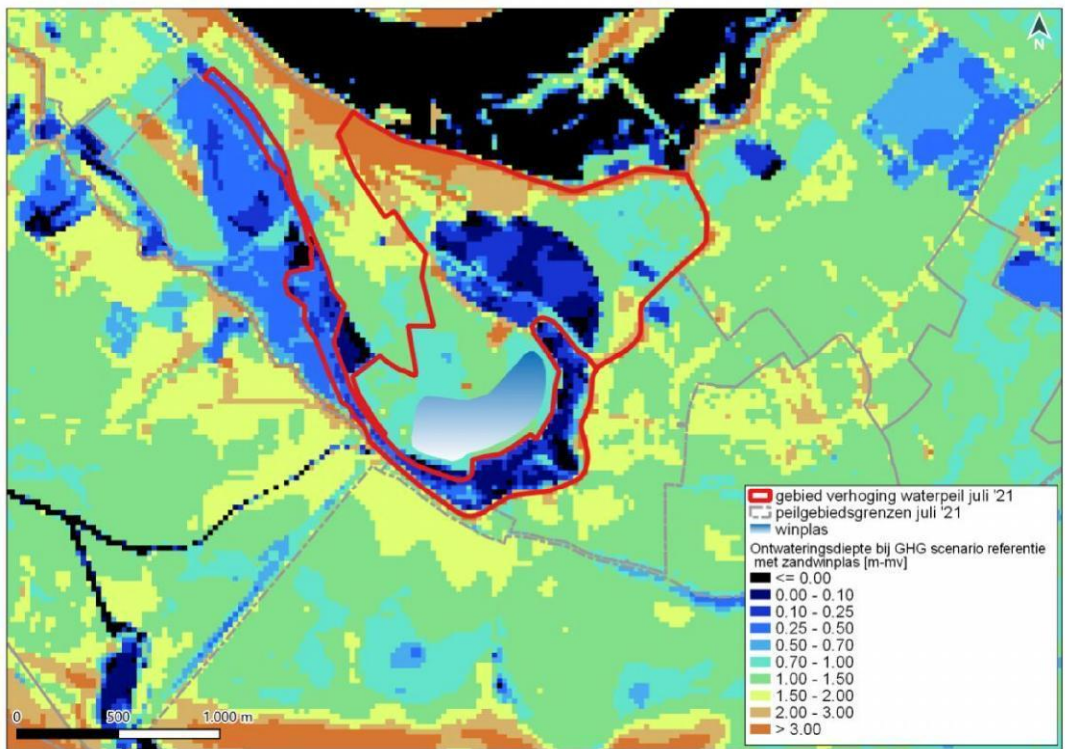 N
gebied verhoging waterpeil juli '21
peilgebiedsgrenzen juli '21
winplas
Ontwateringsdiepte bij GHG scenario referentie
met zandwinplas [m-mv]
<= 0.00
0.00 - 0.10
0.10 - 0.25
0.25 - 0.50
0.50 - 0.70
0.70 - 1.00
1.00 - 1.50
1.50 - 2.00
2.00 - 3.00
> 3.00
0 500 1.000 m